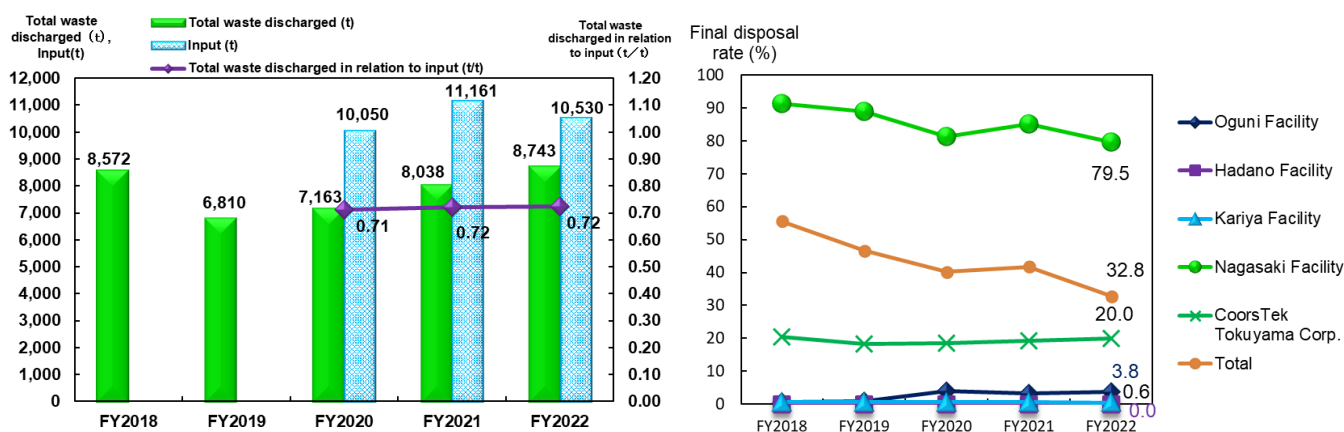 Total waste
discharged (t),
Input(t)
Total waste discharged (t)
Input (t)
Total waste discharged in relation to input (t/t)
Total waste
discharged in relation
to input (t/t)
12,000
11,000
10,000
9,000
8,000
7,000
6,000
5,000
4,000
3,000
2,000
1,000
0
8,572
6,810
7,163
10,050
8,038
11,161
8,743
10,530
0.71
0.72
0.72
1.20
1.10
1.00
0.90
0.80
0.70
0.60
0.50
0.40
0.30
0.20
0.10
0.00
FY2018
FY2019
FY2020
FY2021
FY2022
Final disposal
rate (%)
100
90
80
70
60
50
40
30
20
10
0
79.5
32.8
20.0
3.8
0.6
0.0
FY2018
FY2019
FY2020
FY2021
FY2022
Oguni Facility
Hadano Facility
Kariya Facility
Nagasaki Facility
CoorsTek
Tokuyama Corp.
Total